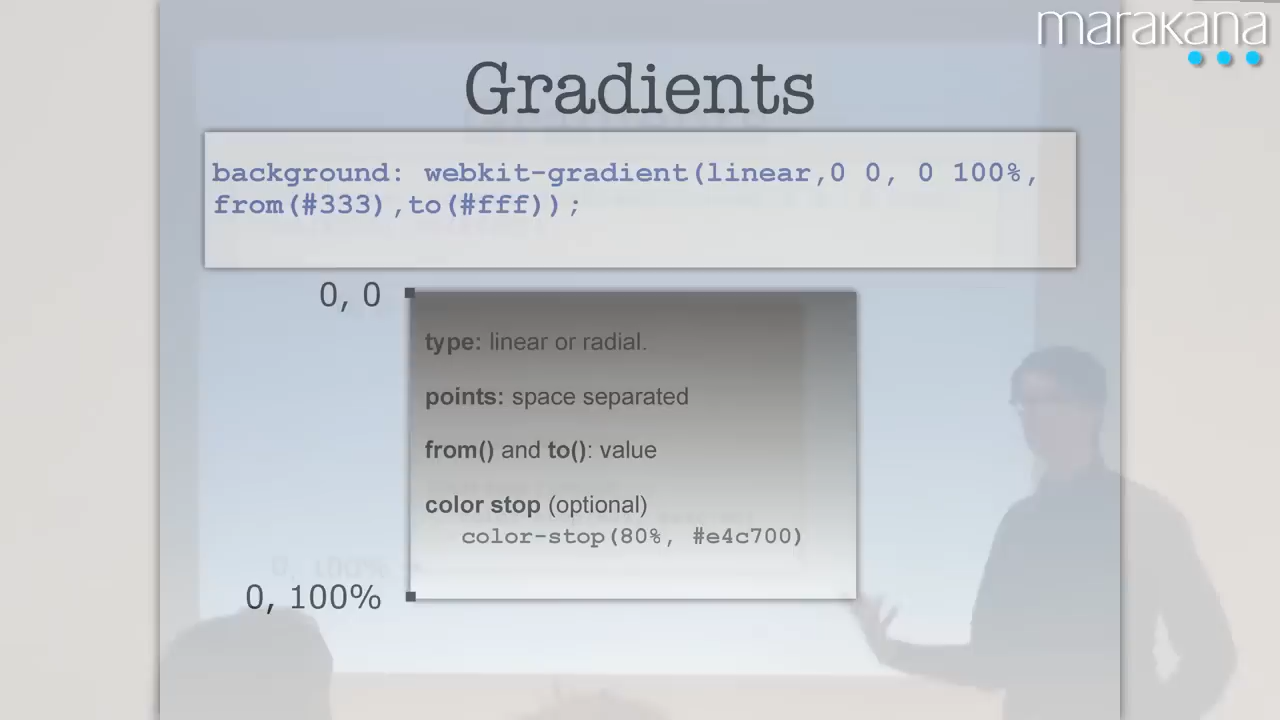 marakana
Gradients
background: webkit-gradient(linear,0 0, 0 100%,
from(#333),to(#fff));
0, 0
type: linear or radial.
points: space separated
from() and to(): value
color stop (optional)
color-stop(80%, #e4c700)
0, 100%